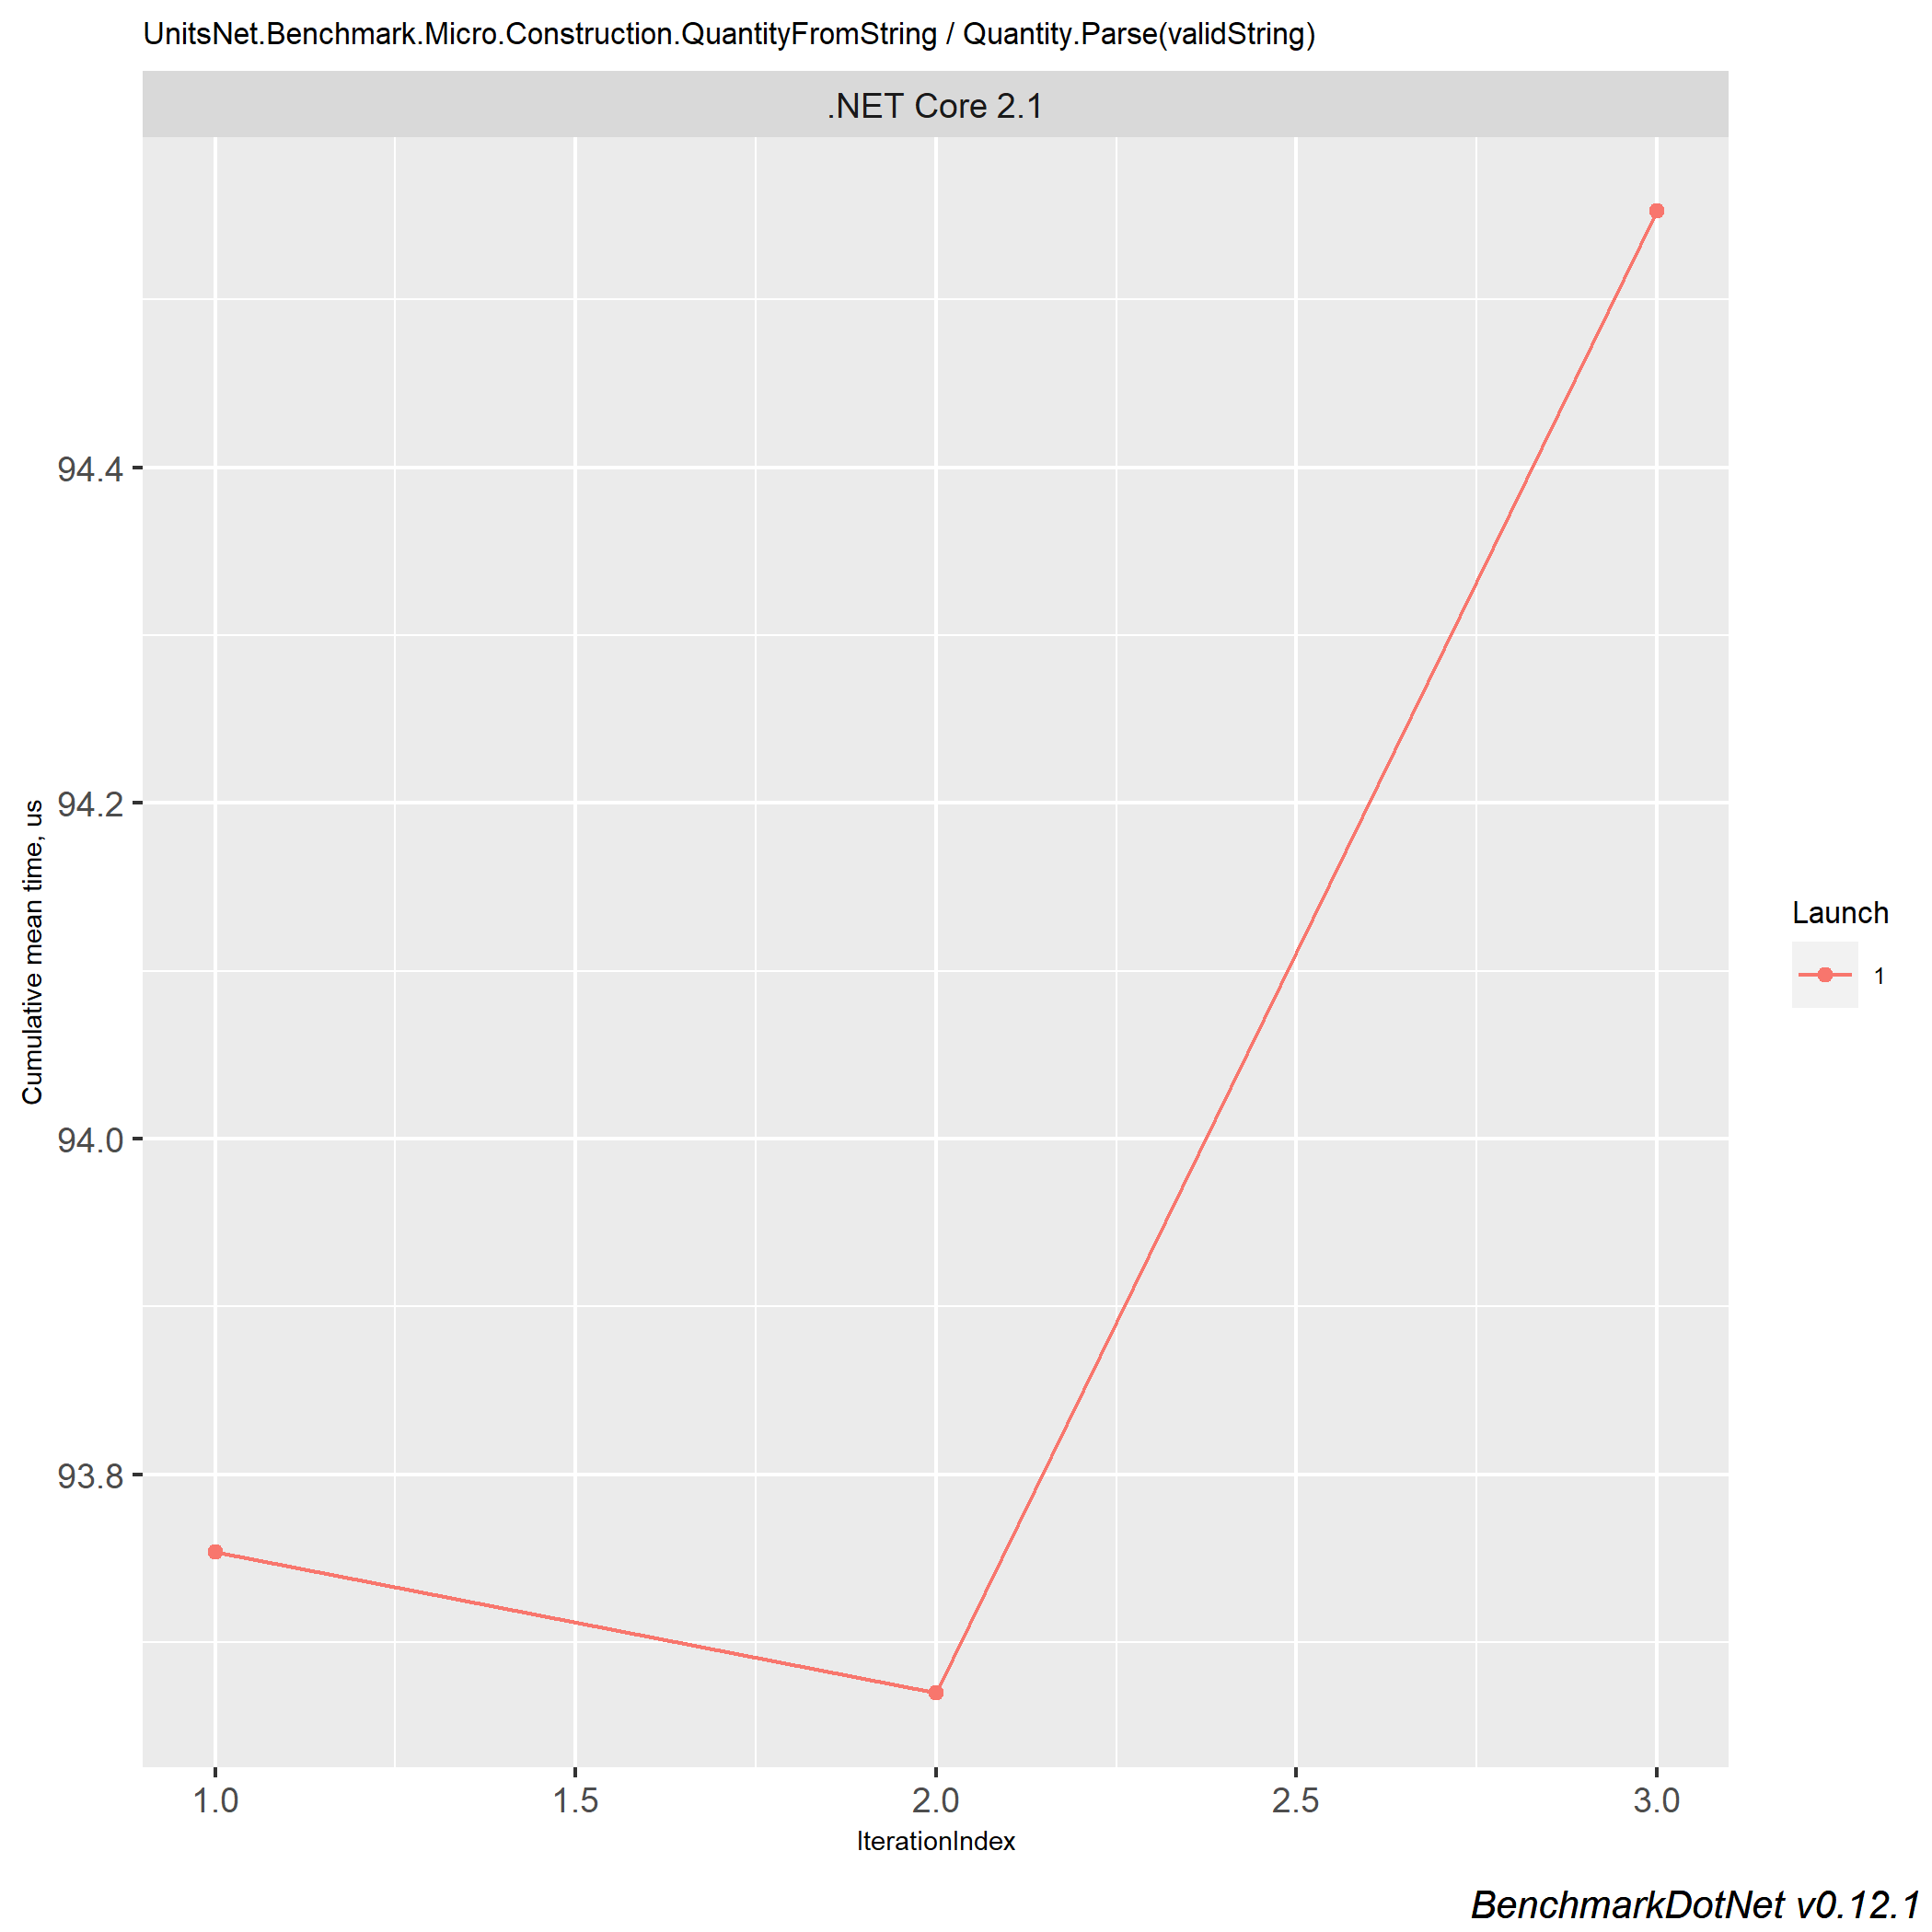 UnitsNet.Benchmark.Micro.Construction.QuantityFromString / Quantity.Parse(validString)
.NET Core 2.1
94.4
94.2
94.0
93.8
Cumulative mean time, us
1.0 1.5 2.0 2.5 3.0
IterationIndex
Launch
1
BenchmarkDotNet v0.12.1